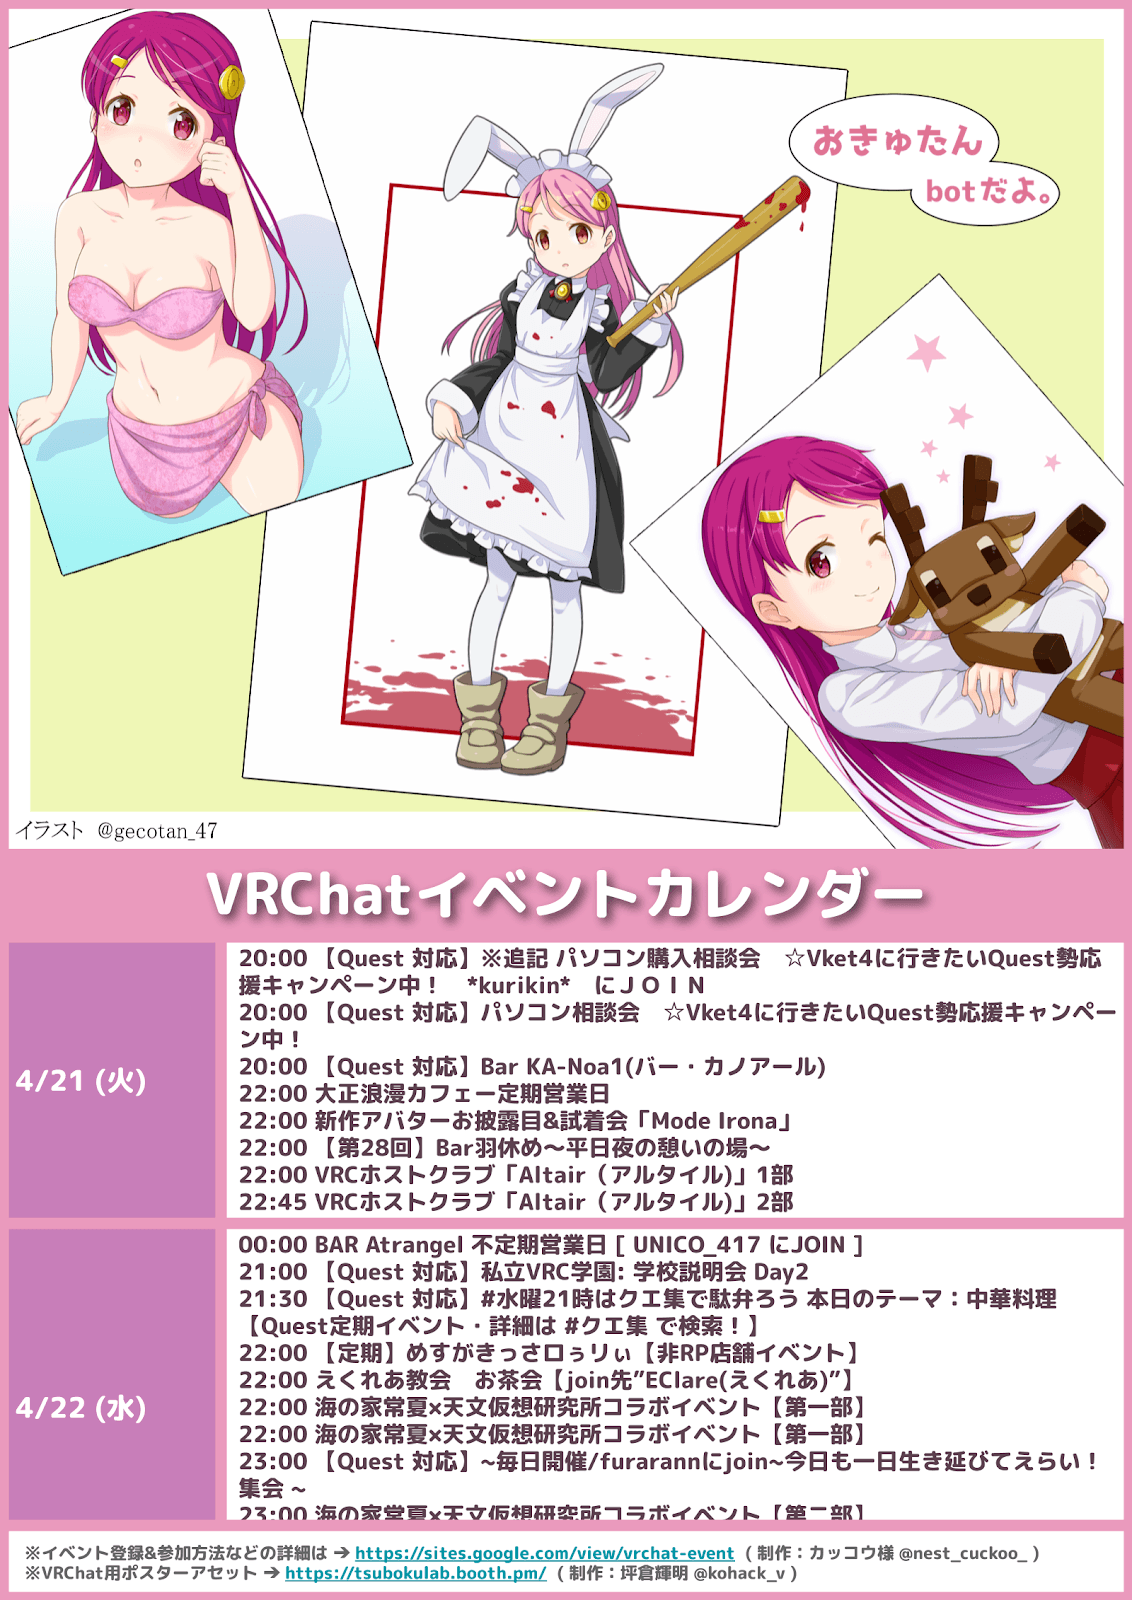 おきゅたん
botだよ。
イラスト @gecotan_47
VRChatイベントカレンダー
4/21 (火)
20:00 【Quest 対応】※追記 パソコン購入相談会　☆Vket4に行きたいQuest勢応
援キャンペーン中！　*kurikin*　にＪＯＩＮ
20:00 【Quest 対応】パソコン相談会　☆Vket4に行きたいQuest勢応援キャンペー
ン中！
20:00 【Quest 対応】Bar KA-Noa1(バー・カノアール)
22:00 大正浪漫カフェー定期営業日
22:00 新作アバターお披露目&試着会「Mode Irona」
22:00 【第28回】Bar羽休め～平日夜の憩いの場～
22:00 VRCホストクラブ「Altair（アルタイル)」1部
22:45 VRCホストクラブ「Altair（アルタイル)」2部
4/22 (水)
00:00 BAR Atrangel 不定期営業日 [ UNICO_417 にJOIN ]
21:00 【Quest 対応】私立VRC学園: 学校説明会 Day2
21:30 【Quest 対応】#水曜21時はクエ集で駄弁ろう 本日のテーマ：中華料理
【Quest定期イベント・詳細は #クエ集 で検索！】
22:00 【定期】めすがきっさロぅリぃ【非RP店舗イベント】
22:00 えくれあ教会　お茶会【join先”EClare(えくれあ)”】
22:00 海の家常夏×天文仮想研究所コラボイベント【第一部】
22:00 海の家常夏×天文仮想研究所コラボイベント【第一部】
23:00 【Quest 対応】~毎日開催/furarannにjoin~今日も一日生き延びてえらい！
集会 ~
23:00 海の家常夏×天文仮想研究所コラボイベント【第二部】
※イベント登録&参加方法などの詳細は → https://sites.google.com/view/vrchat-event ( 制作：カッコウ様 @nest_cuckoo_ )
※VRChat用ポスターアセット → https://tsubokulab.booth.pm/ ( 制作：坪倉輝明 @kohack_v )